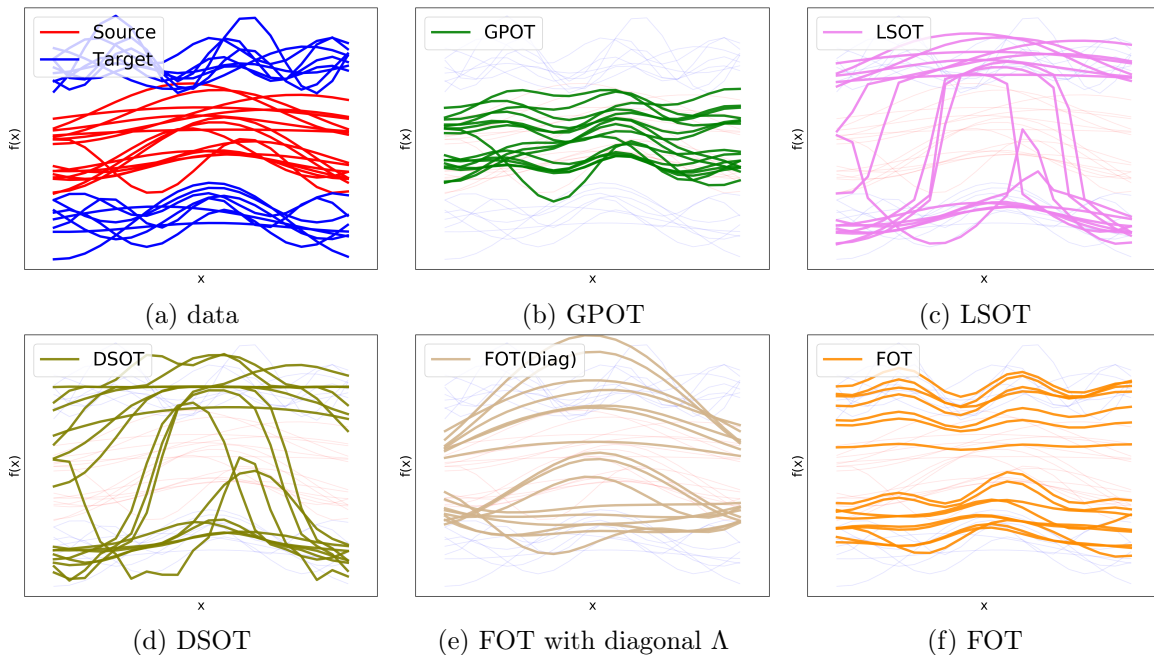 Source
Target
f(x)
x
(a) data
GPOT
f(x)
x
(b) GPOT
LSOT
f(x)
x
(c) LSOT
DSOT
f(x)
x
(d) DSOT
FOT(Diag)
f(x)
x
(e) FOT with diagonal Λ
FOT
f(x)
x
(f) FOT